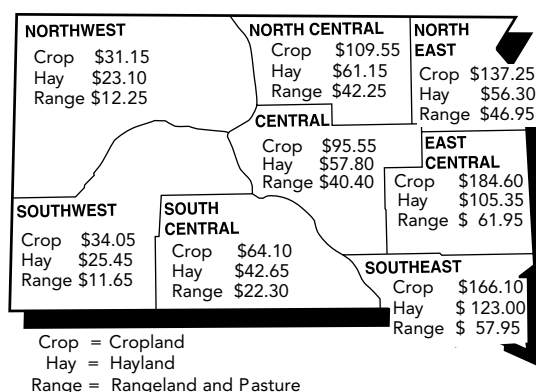 NORTHWEST
Crop $31.15
Hay $23.10
Range $12.25
NORTH CENTRAL
Crop $109.55
Hay $61.15
Range $42.25
NORTH
EAST
Crop $137.25
Hay $56.30
Range $46.95
CENTRAL
Crop $95.55
Hay $57.80
Range $40.40
EAST
CENTRAL
Crop $184.60
Hay $105.35
Range $ 61.95
SOUTHWEST
Crop $34.05
Hay $25.45
Range $11.65
SOUTH
CENTRAL
Crop $64.10
Hay $42.65
Range $22.30
SOUTHEAST
Crop $166.10
Hay $ 123.00
Range $ 57.95
Crop = Cropland
Hay = Hayland
Range = Rangeland and Pasture